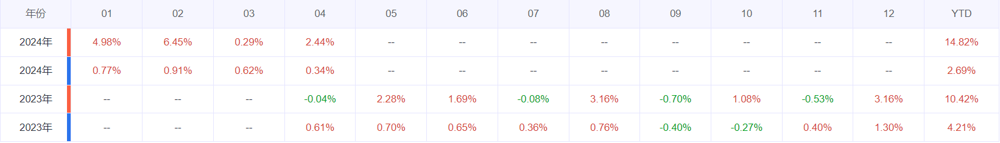 年份 01 02 03 04 05 06 07 08 09 10 11 12 YTD
2024年 4.98% 6.45% 0.29% 2.44% -- -- -- -- -- -- -- -- 14.82%
2024年 0.77% 0.91% 0.62% 0.34% -- -- -- -- -- -- -- -- 2.69%
2023年 -- -- -- -0.04% 2.28% 1.69% -0.08% 3.16% -0.70% 1.08% -0.53% 3.16% 10.42%
2023年 -- -- -- 0.61% 0.70% 0.65% 0.36% 0.76% -0.40% -0.27% 0.40% 1.30% 4.21%